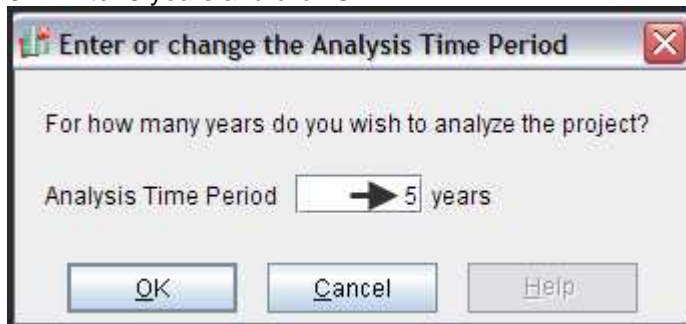 Enter or change the Analysis Time Period
For how many years do you wish to analyze the project?
Analysis Time Period 5 years
OK Cancel Help